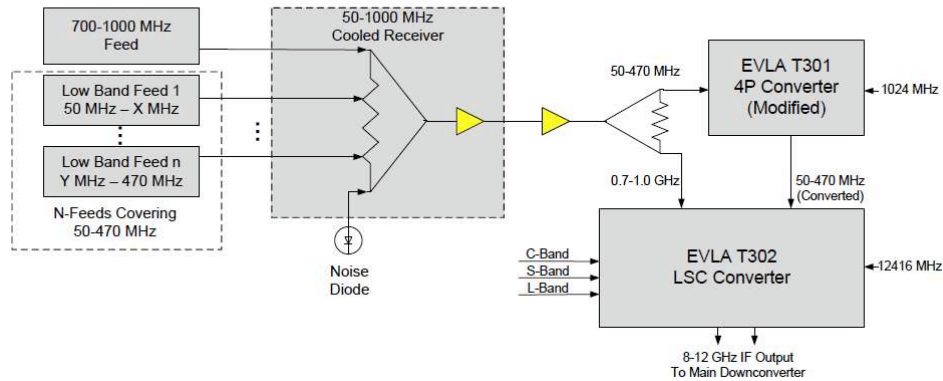 700-1000 MHz
Feed
Low Band Feed 1
50 MHz – X MHz
Low Band Feed n
Y MHz – 470 MHz
N-Feeds Covering
50-470 MHz
50-1000 MHz
Cooled Receiver
Noise
Diode
50-470 MHz
EVLA T301
4P Converter
(Modified)
1024 MHz
0.7-1.0 GHz
50-470 MHz
(Converted)
C-Band
S-Band
L-Band
EVLA T302
LSC Converter
12416 MHz
8-12 GHz IF Output
To Main Downconverter